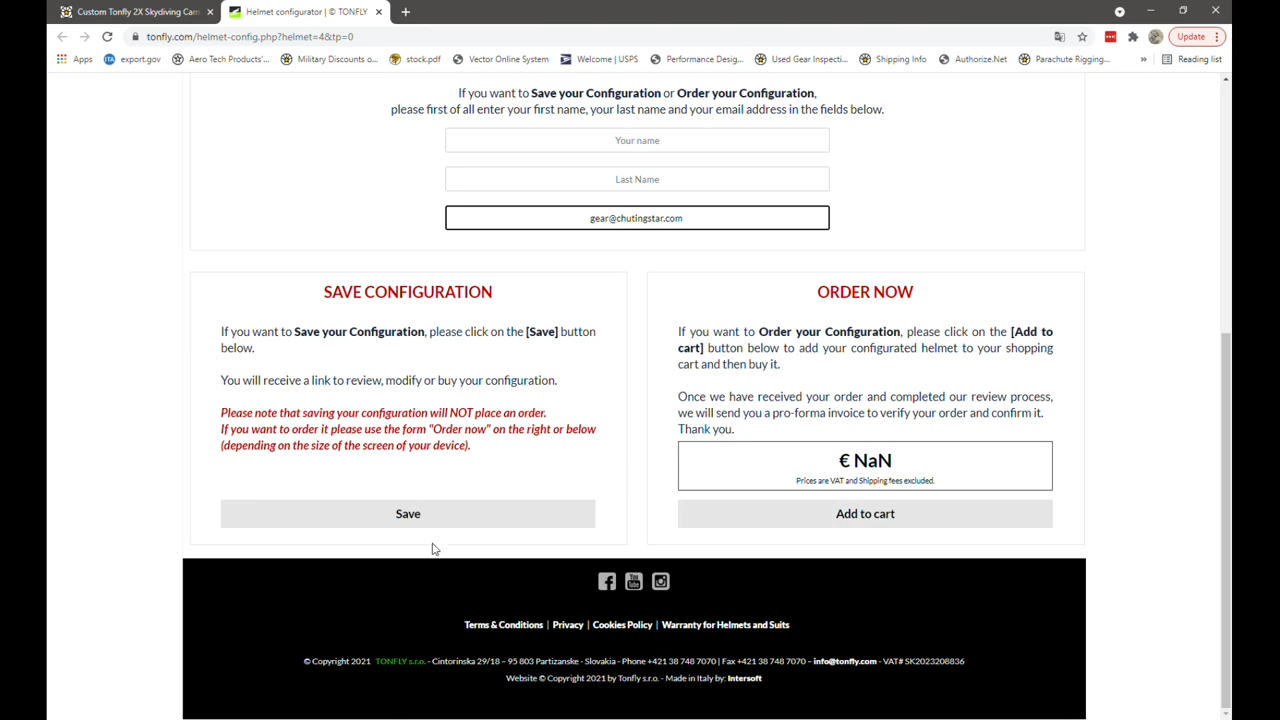 Custom Tonfly 2X Skydiving Cam
Helmet configurator | © TONFLY
tonfly.com/helmet-config.php?helmet=4&tp=0
Update
Apps
export.gov
Aero Tech Products'...
Military Discounts o...
stock.pdf
Vector Online System
Welcome | USPS
Performance Desig...
Used Gear Inspecti...
Shipping Info
Authorize.Net
Parachute Rigging...
»
Reading list
If you want to Save your Configuration or Order your Configuration,
please first of all enter your first name, your last name and your email address in the fields below.
Your name
Last Name
gear@chutingstar.com
SAVE CONFIGURATION
If you want to Save your Configuration, please click on the [Save] button
below.
You will receive a link to review, modify or buy your configuration.
Please note that saving your configuration will NOT place an order.
If you want to order it please use the form "Order now" on the right or below
(depending on the size of the screen of your device).
Save
ORDER NOW
If you want to Order your Configuration, please click on the [Add to
cart] button below to add your configured helmet to your shopping
cart and then buy it.
Once we have received your order and completed our review process,
we will send you a pro-forma invoice to verify your order and confirm it.
Thank you.
€ NaN
Prices are VAT and Shipping fees excluded.
Add to cart
You Tube
Terms & Conditions | Privacy | Cookies Policy | Warranty for Helmets and Suits
© Copyright 2021 TONFLY s.r.o. - Cintorinska 29/18 – 95 803 Partizanske - Slovakia - Phone +421 38 748 7070 | Fax +421 38 748 7070 – info@tonfly.com - VAT# SK2023208836
Website © Copyright 2021 by Tonfly s.r.o. - Made in Italy by: Intersoft